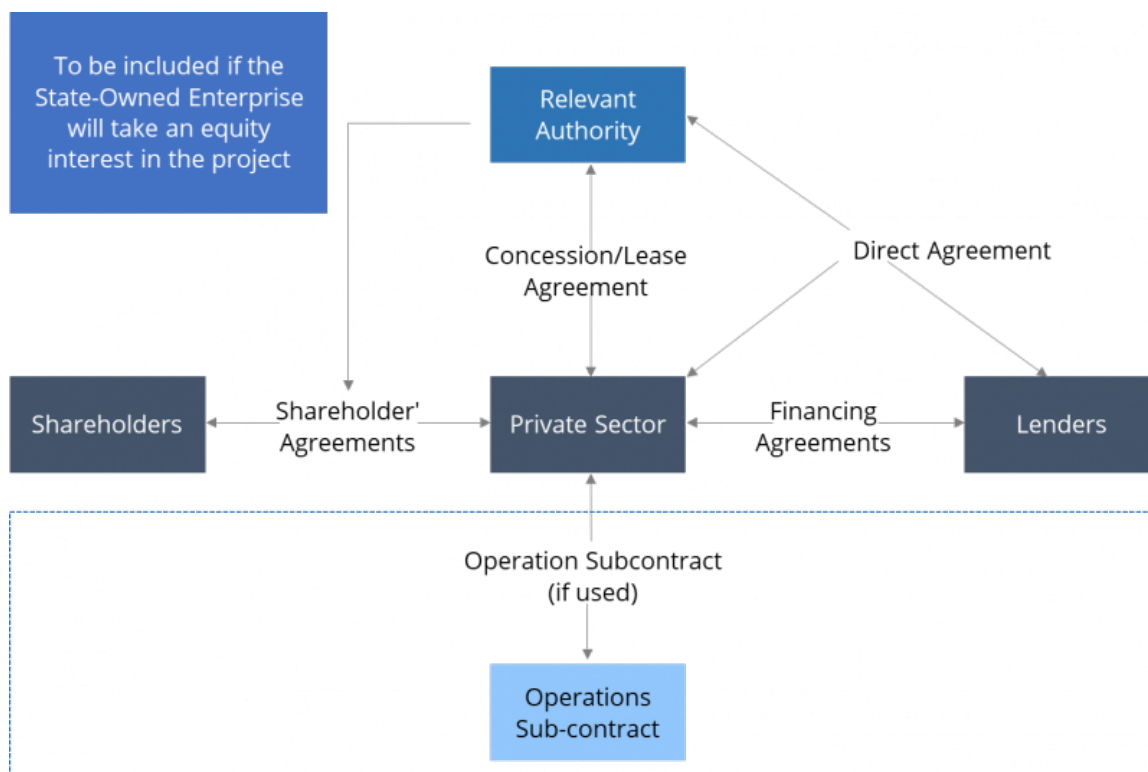 To be included if the
State-Owned Enterprise
will take an equity
interest in the project
Relevant
Authority
Concession/Lease
Agreement
Direct Agreement
Shareholders
Shareholder'
Agreements
Private Sector
Financing
Agreements
Lenders
Operation Subcontract
(if used)
Operations
Sub-contract